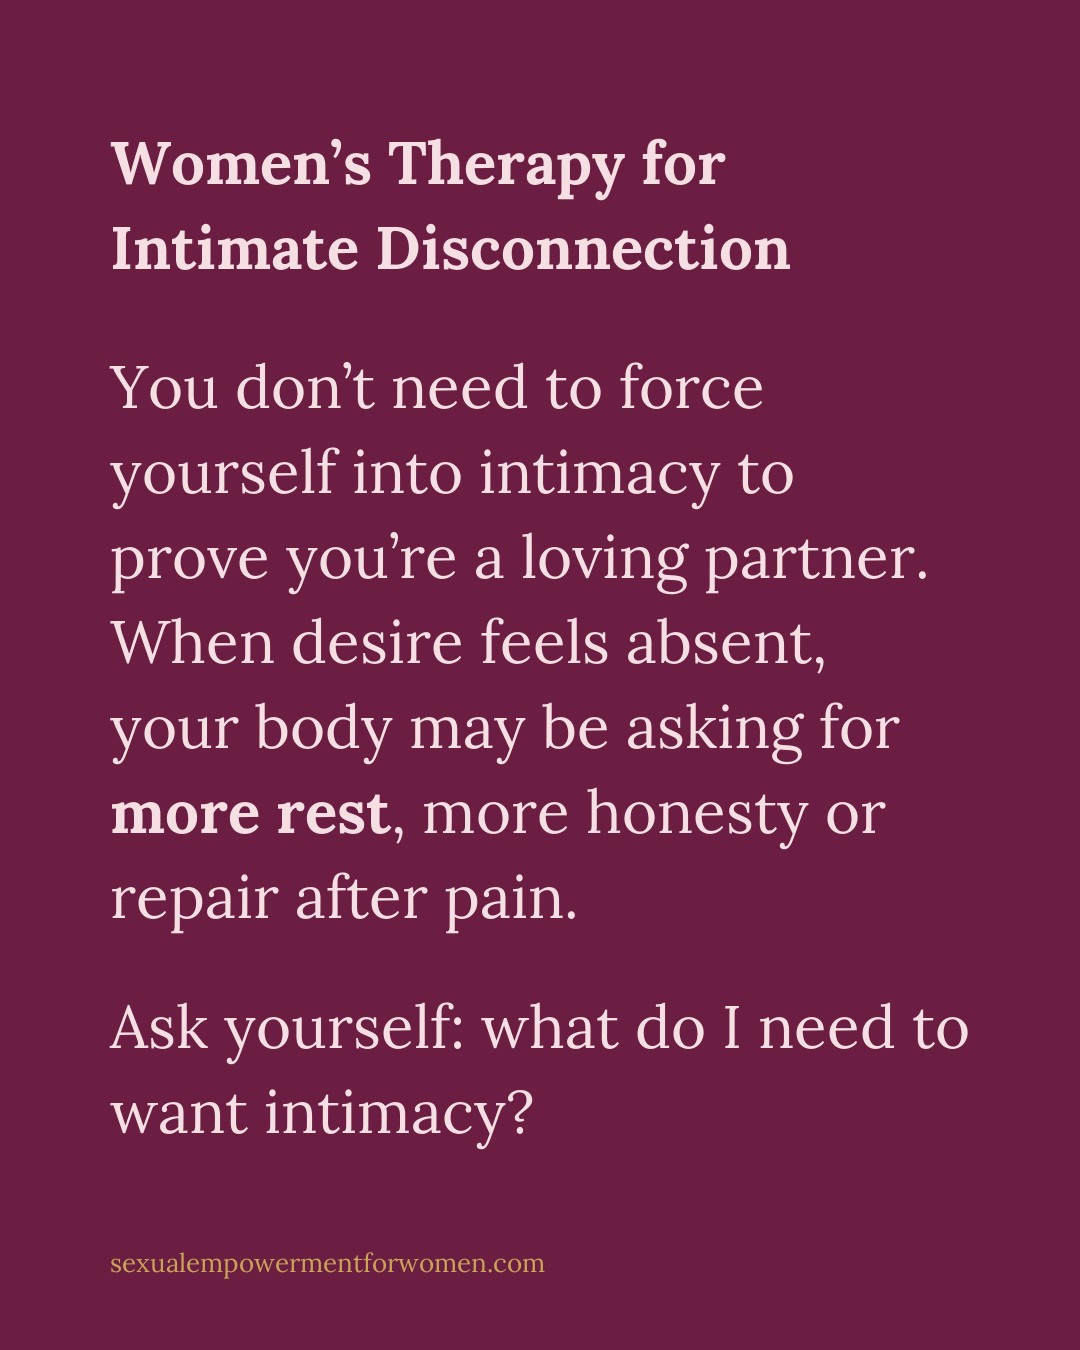 Women’s Therapy for
Intimate Disconnection
You don’t need to force
yourself into intimacy to
prove you’re a loving partner.
When desire feels absent,
your body may be asking for
more rest, more honesty or
repair after pain.
Ask yourself: what do I need to
want intimacy?
sexualempowermentforwomen.com